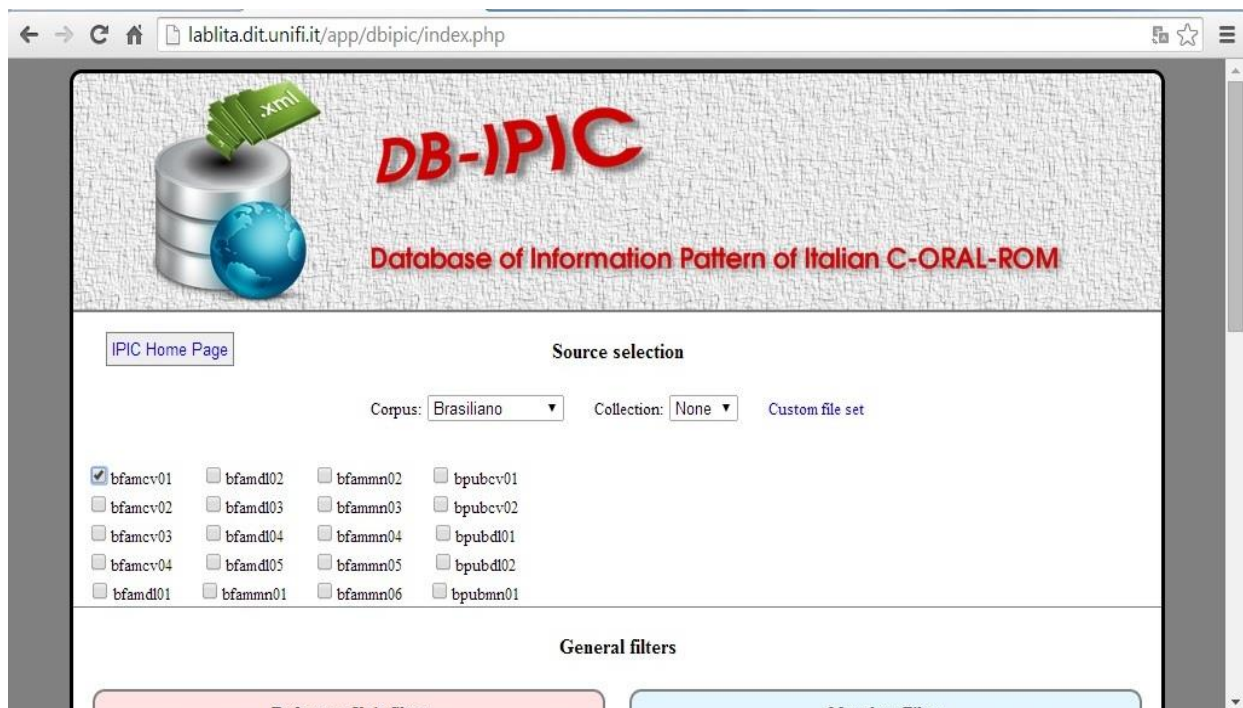 lablita.dit.unifi.it/app/dbipic/index.php
.xml
DB-IPIC
Database of Information Pattern of Italian C-ORAL-ROM
IPIC Home Page
Source selection
Corpus: Brasiliano Collection: None Custom file set
bfamcv01 bfamdl02 bfammn02 bpubcv01
bfamcv02 bfamdl03 bfammn03 bpubcv02
bfamcv03 bfamdl04 bfammn04 bpubdl01
bfamcv04 bfamdl05 bfammn05 bpubdl02
bfamdl01 bfammn01 bfammn06 bpubmn01
General filters